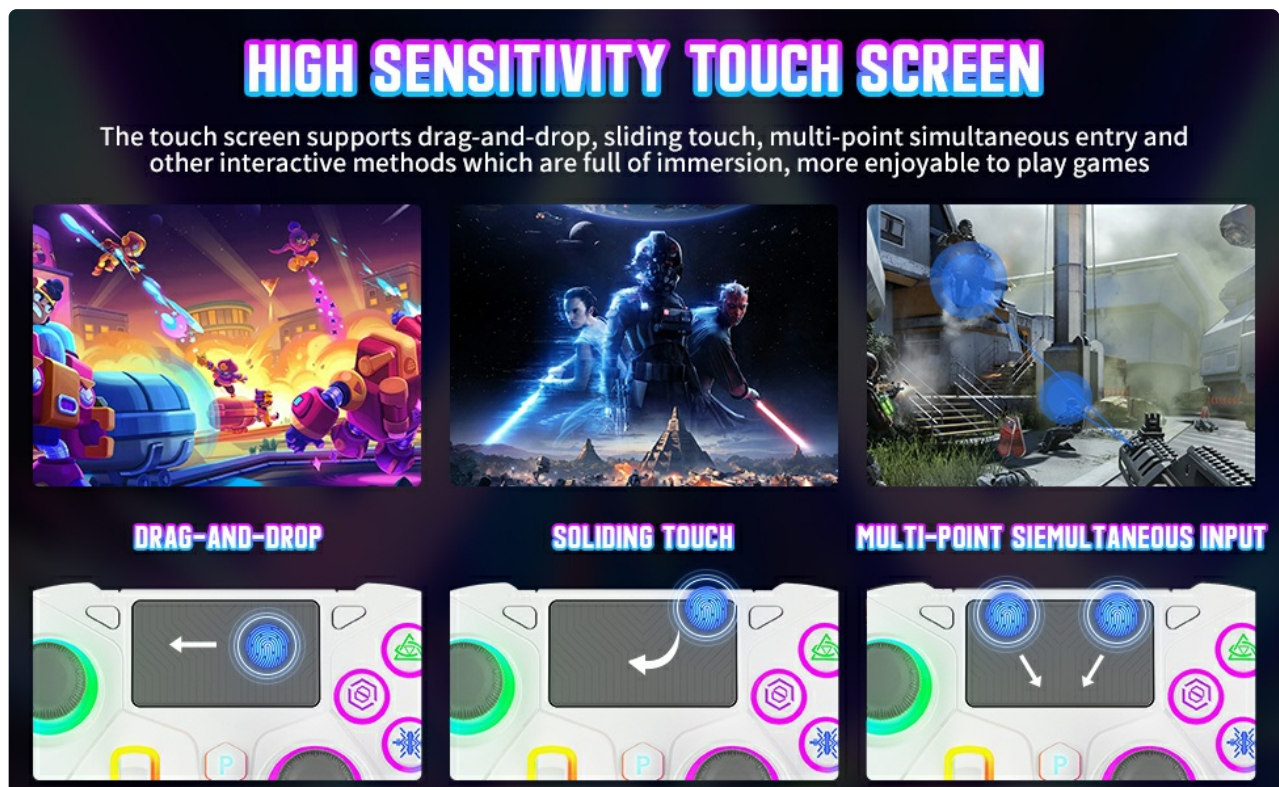 HIGH SENSITIVITY TOUCH SCREEN
The touch screen supports drag-and-drop, sliding touch, multi-point simultaneous entry and
other interactive methods which are full of immersion, more enjoyable to play games
DRAG-AND-DROP
SOLIDING TOUCH
MULTI-POINT SIEMULTANEOUS INPUT
P
P
P